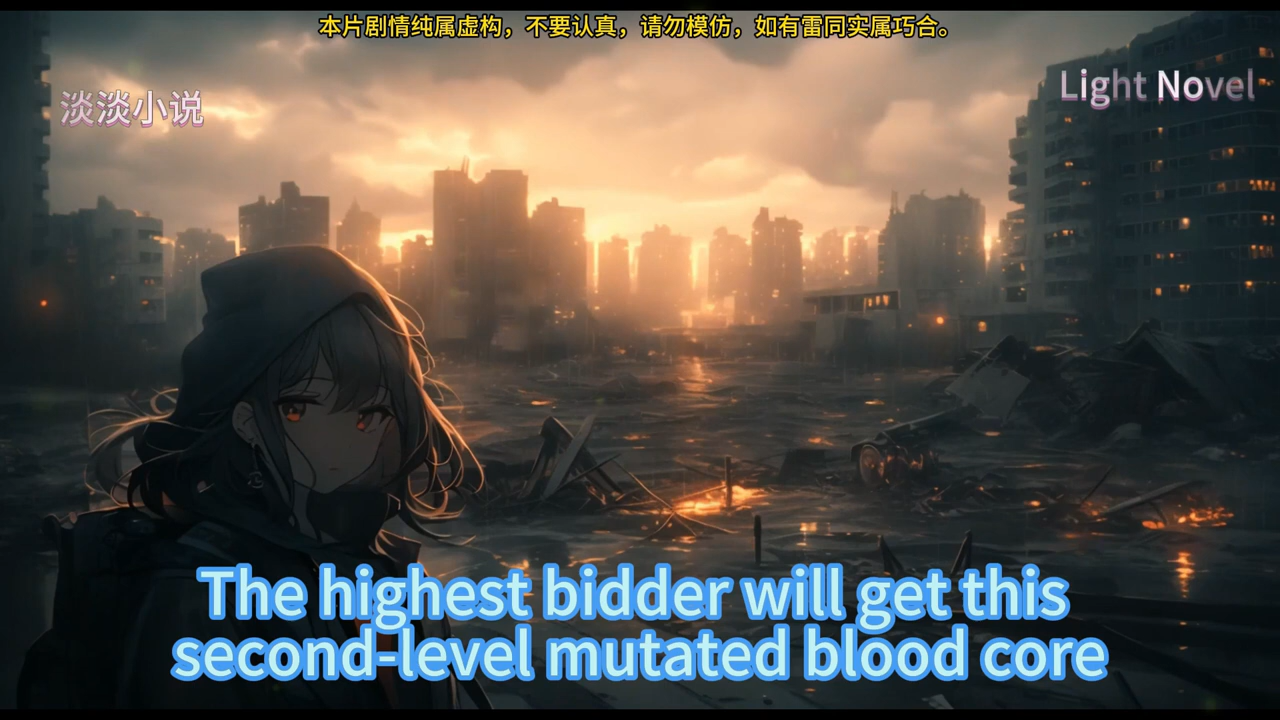 本片剧情纯属虚构，不要认真，请勿模仿，如有雷同实属巧合。
淡淡小说
Light Novel
The highest bidder will get this
second-level mutated blood core